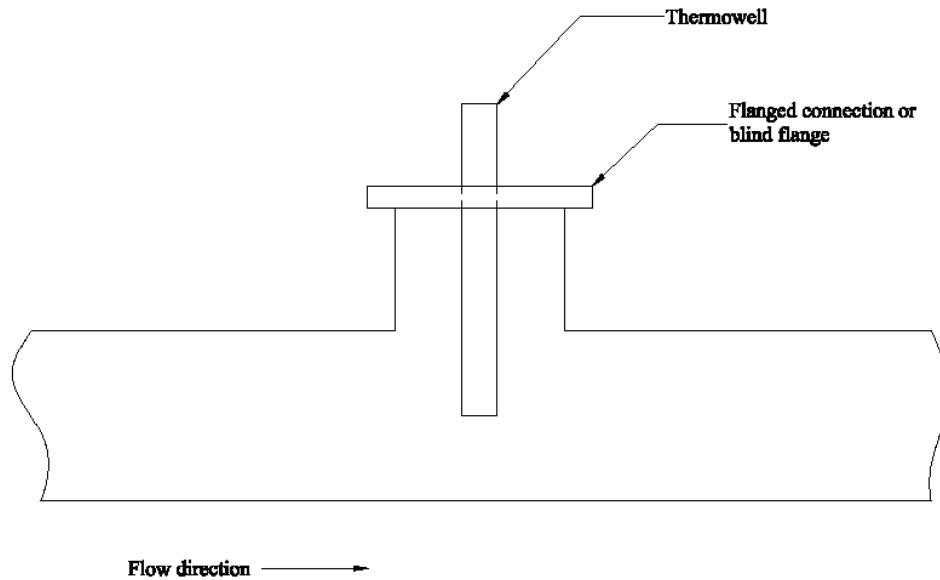 Thermowell
Flanged connection or
blind flange
Flow direction